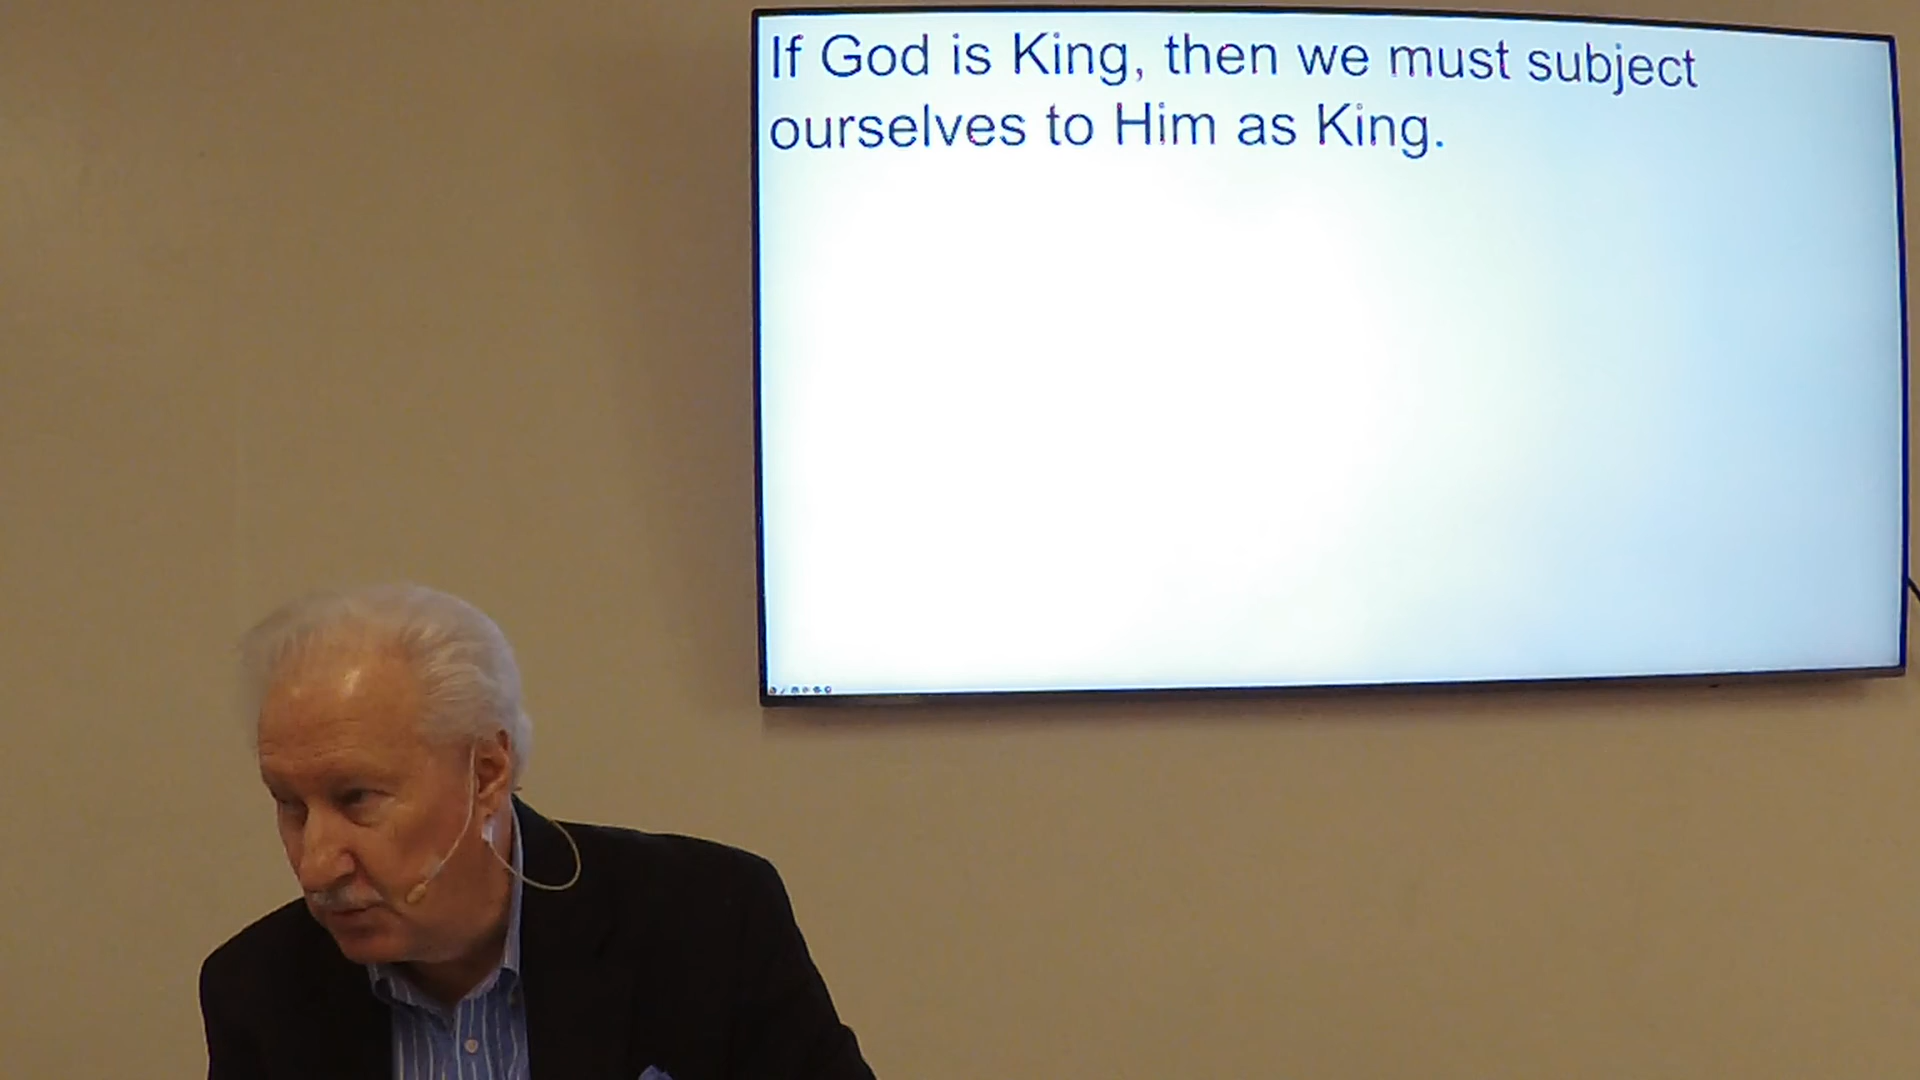 If God is King, then we must subject
ourselves to Him as King.